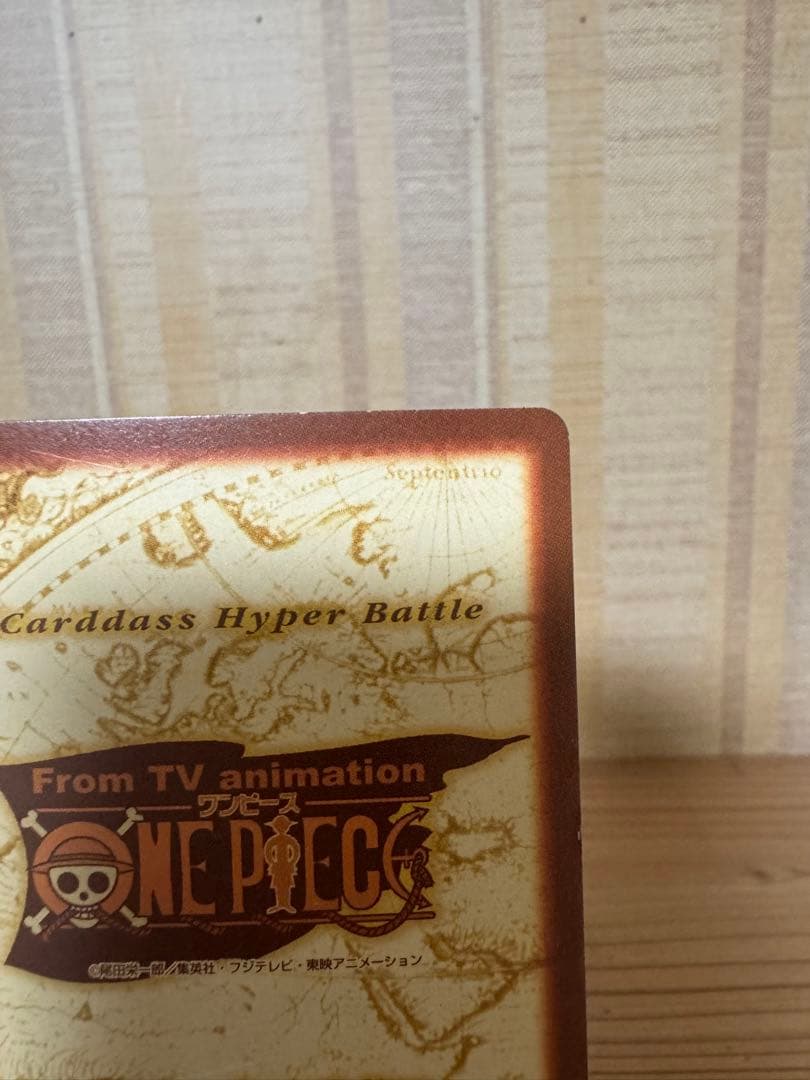 Septentrio
Carddass Hyper Battle
From TV animation
ワンピース
ONE PIECE
©尾田栄一郎/集英社・フジテレビ・東映アニメーション